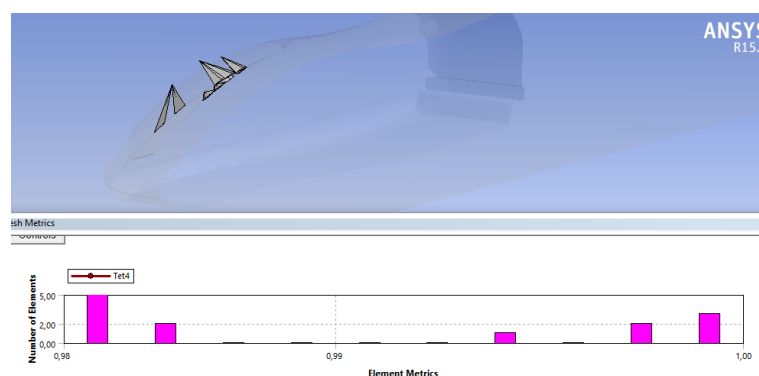 ANSYS
R15.
esh Metrics
Controls
Tet4
Number of Elements
5,00
2,00
0,00
0,98
0,99
1,00
Element Metrics